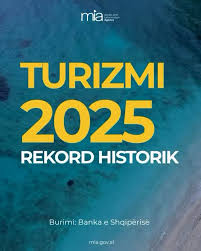 mia
TURIZMI
2025
REKORD HISTORIK
Burimi: Banka e Shqipërisë
mia.gov.al